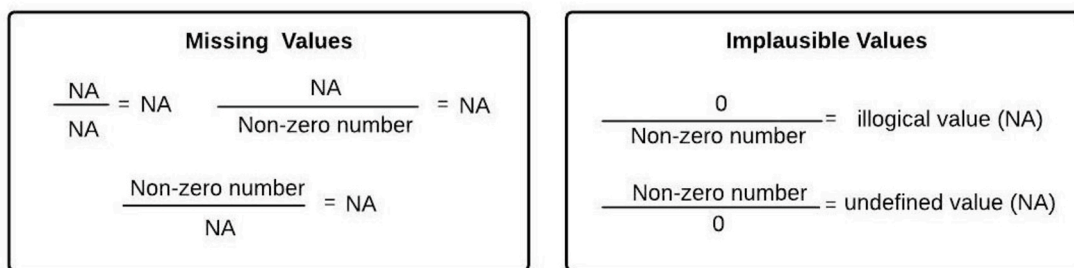 Missing Values
NA
NA
= NA
NA
Non-zero number
= NA
Non-zero number
NA
= NA
Implausible Values
0
Non-zero number
= illogical value (NA)
Non-zero number
0
= undefined value (NA)